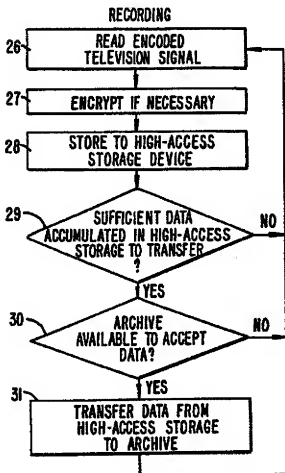 RECORDING
26
READ ENCODED
TELEVISION SIGNAL
27
ENCRYPT IF NECESSARY
28
STORE TO HIGH-ACCESS
STORAGE DEVICE
29
SUFFICIENT DATA
ACCUMULATED IN HIGH-ACCESS
STORAGE TO TRANSFER
?
NO
YES
30
ARCHIVE
AVAILABLE TO ACCEPT
DATA?
NO
YES
31
TRANSFER DATA FROM
HIGH-ACCESS STORAGE
TO ARCHIVE